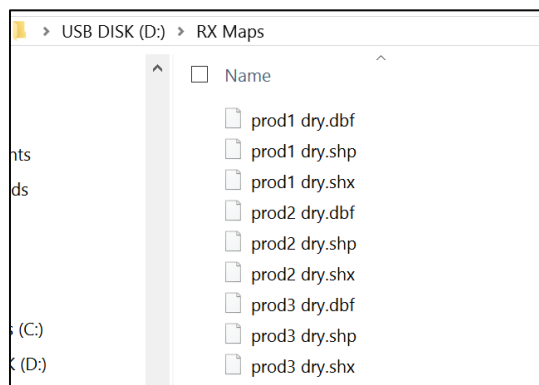 USB DISK (D:) > RX Maps
Name
prod1 dry.dbf
prod1 dry.shp
nts
prod1 dry.shx
ds
prod2 dry.dbf
prod2 dry.shp
prod2 dry.shx
prod3 dry.dbf
(C:)
prod3 dry.shp
(D:)
prod3 dry.shx